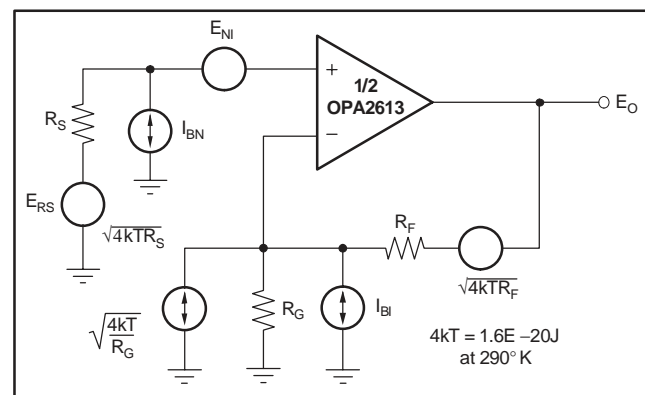 E_NI
+
1/2
OPA2613
−
E_O
R_S
I_BN
E_RS
√4kTR_S
R_F
√4kTR_F
√4kT/R_G
R_G
I_BI
4kT = 1.6E −20J
at 290° K